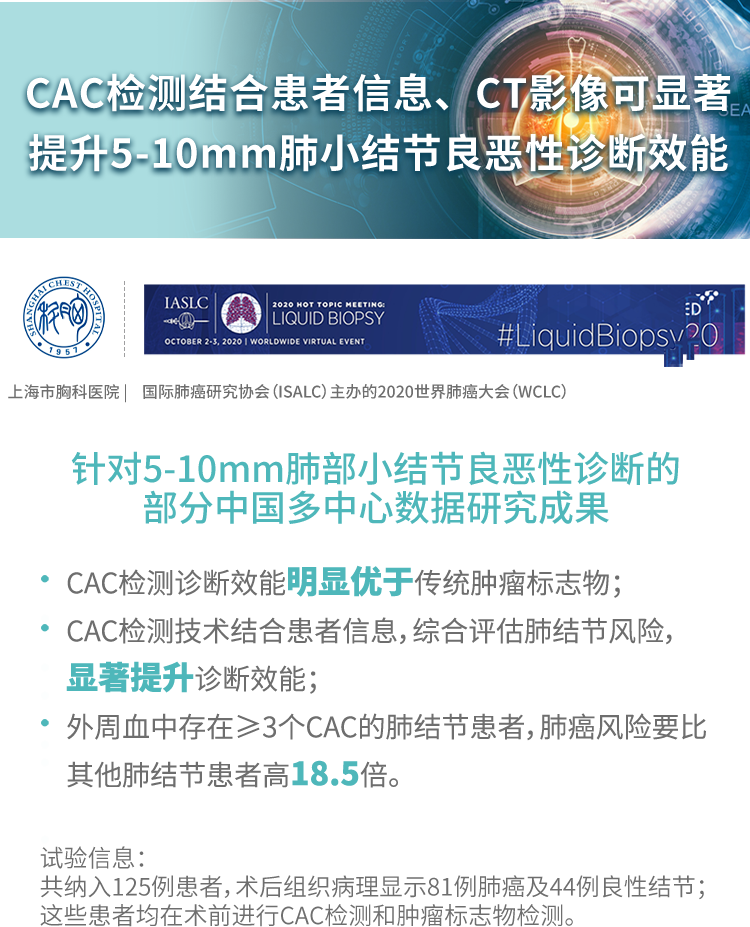 CAC检测结合患者信息、CT影像可显著
提升5-10mm肺小结节良恶性诊断效能
SEA
SHANGHAI CHEST HOSPITAL
·1957·
IASLC
2020 HOT TOPIC MEETING:
LIQUID BIOPSY
OCTOBER 2-3, 2020 | WORLDWIDE VIRTUAL EVENT
ED
#LiquidBiopsy20
上海市胸科医院 | 国际肺癌研究协会（ISALC）主办的2020世界肺癌大会（WCLC）
针对5-10mm肺部小结节良恶性诊断的
部分中国多中心数据研究成果
• CAC检测诊断效能明显优于传统肿瘤标志物；
• CAC检测技术结合患者信息，综合评估肺结节风险，
显著提升诊断效能；
• 外周血中存在≥3个CAC的肺结节患者，肺癌风险要比
其他肺结节患者高18.5倍。
试验信息：
共纳入125例患者，术后组织病理显示81例肺癌及44例良性结节；
这些患者均在术前进行CAC检测和肿瘤标志物检测。